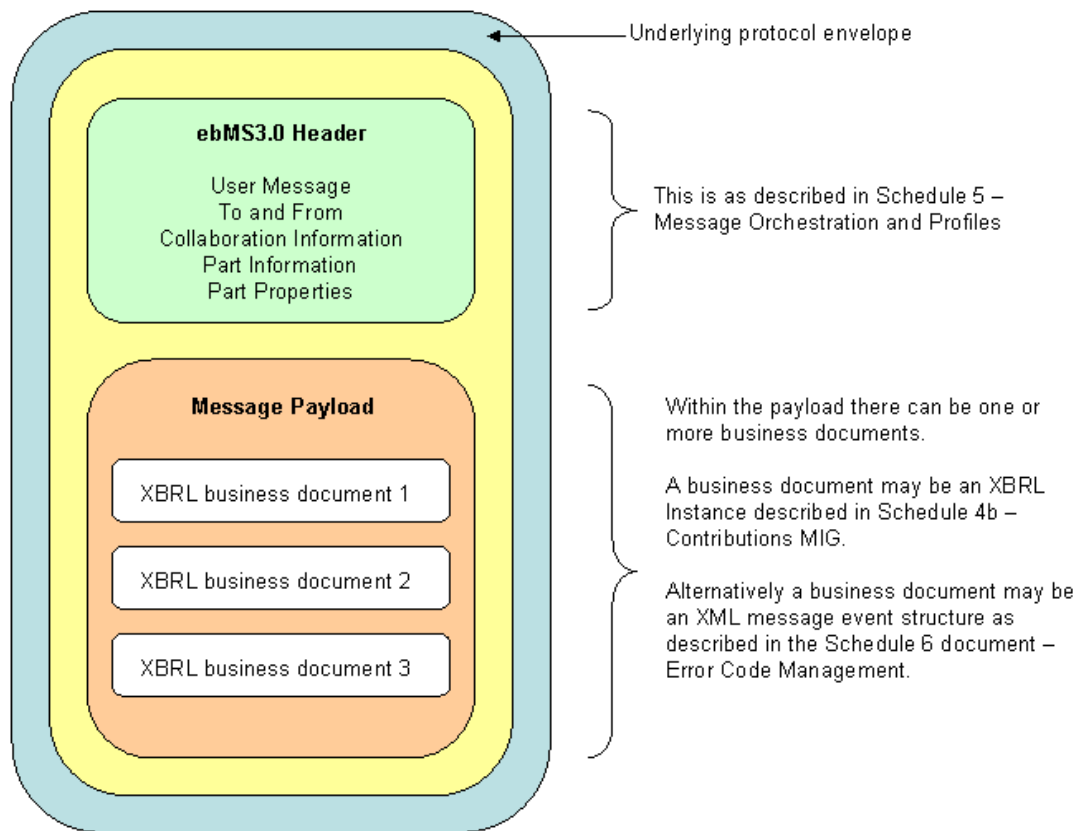 Underlying protocol envelope
ebMS3.0 Header
User Message
To and From
Collaboration Information
Part Information
Part Properties
This is as described in Schedule 5 –
Message Orchestration and Profiles
Message Payload
XBRL business document 1
XBRL business document 2
XBRL business document 3
Within the payload there can be one or
more business documents.
A business document may be an XBRL
Instance described in Schedule 4b –
Contributions MIG.
Alternatively a business document may be
an XML message event structure as
described in the Schedule 6 document –
Error Code Management.